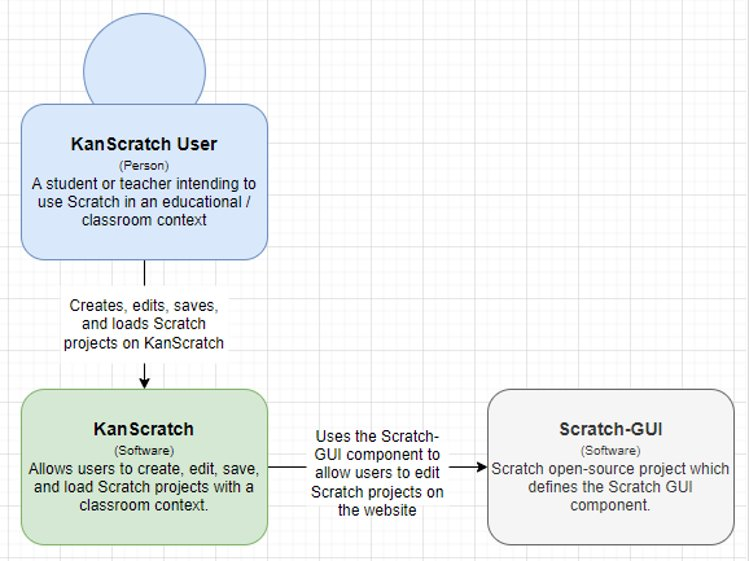 KanScratch User
(Person)
A student or teacher intending to
use Scratch in an educational /
classroom context
Creates, edits, saves,
and loads Scratch
projects on KanScratch
KanScratch
(Software)
Allows users to create, edit, save,
and load Scratch projects with a
classroom context.
Uses the Scratch-
GUI component to
allow users to edit
Scratch projects on
the website
Scratch-GUI
(Software)
Scratch open-source project which
defines the Scratch GUI
component.